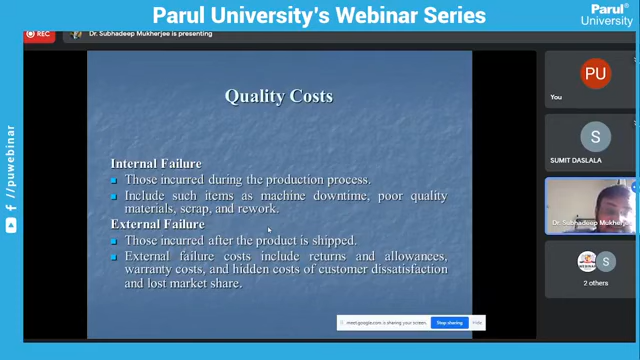 Parul University's Webinar Series
Parul®
University
REC
Dr. Subhadeep Mukherjee is presenting
/puwebinar
Quality Costs
Internal Failure
Those incurred during the production process.
Include such items as machine downtime, poor quality
materials, scrap, and rework.
External Failure
Those incurred after the product is shipped.
External failure costs include returns and allowances,
warranty costs, and hidden costs of customer dissatisfaction
and lost market share.
meet.google.com is sharing your screen.
Stop sharing
Hide
PU
You
S
SUMIT DASLALA
Dr. Subhadeep Mukherjee
S
2 others